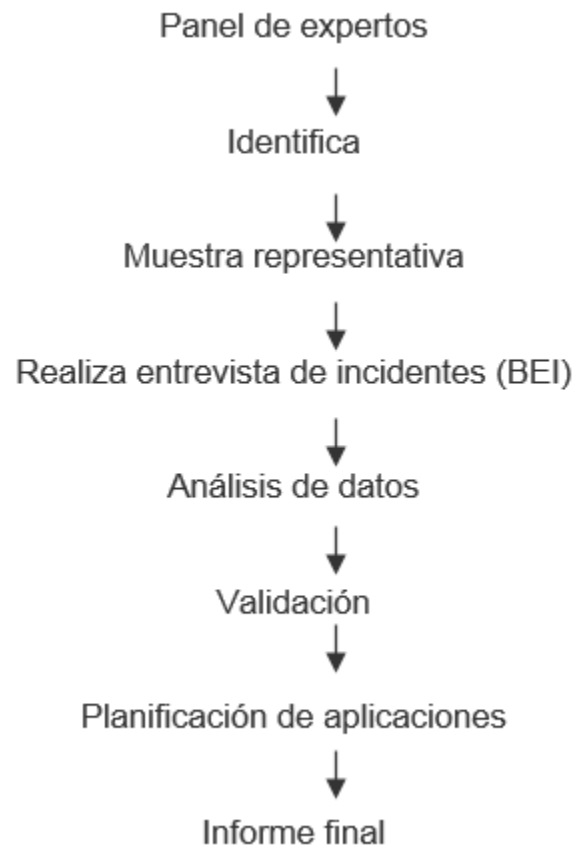 Panel de expertos
Identifica
Muestra representativa
Realiza entrevista de incidentes (BEI)
Análisis de datos
Validación
Planificación de aplicaciones
Informe final